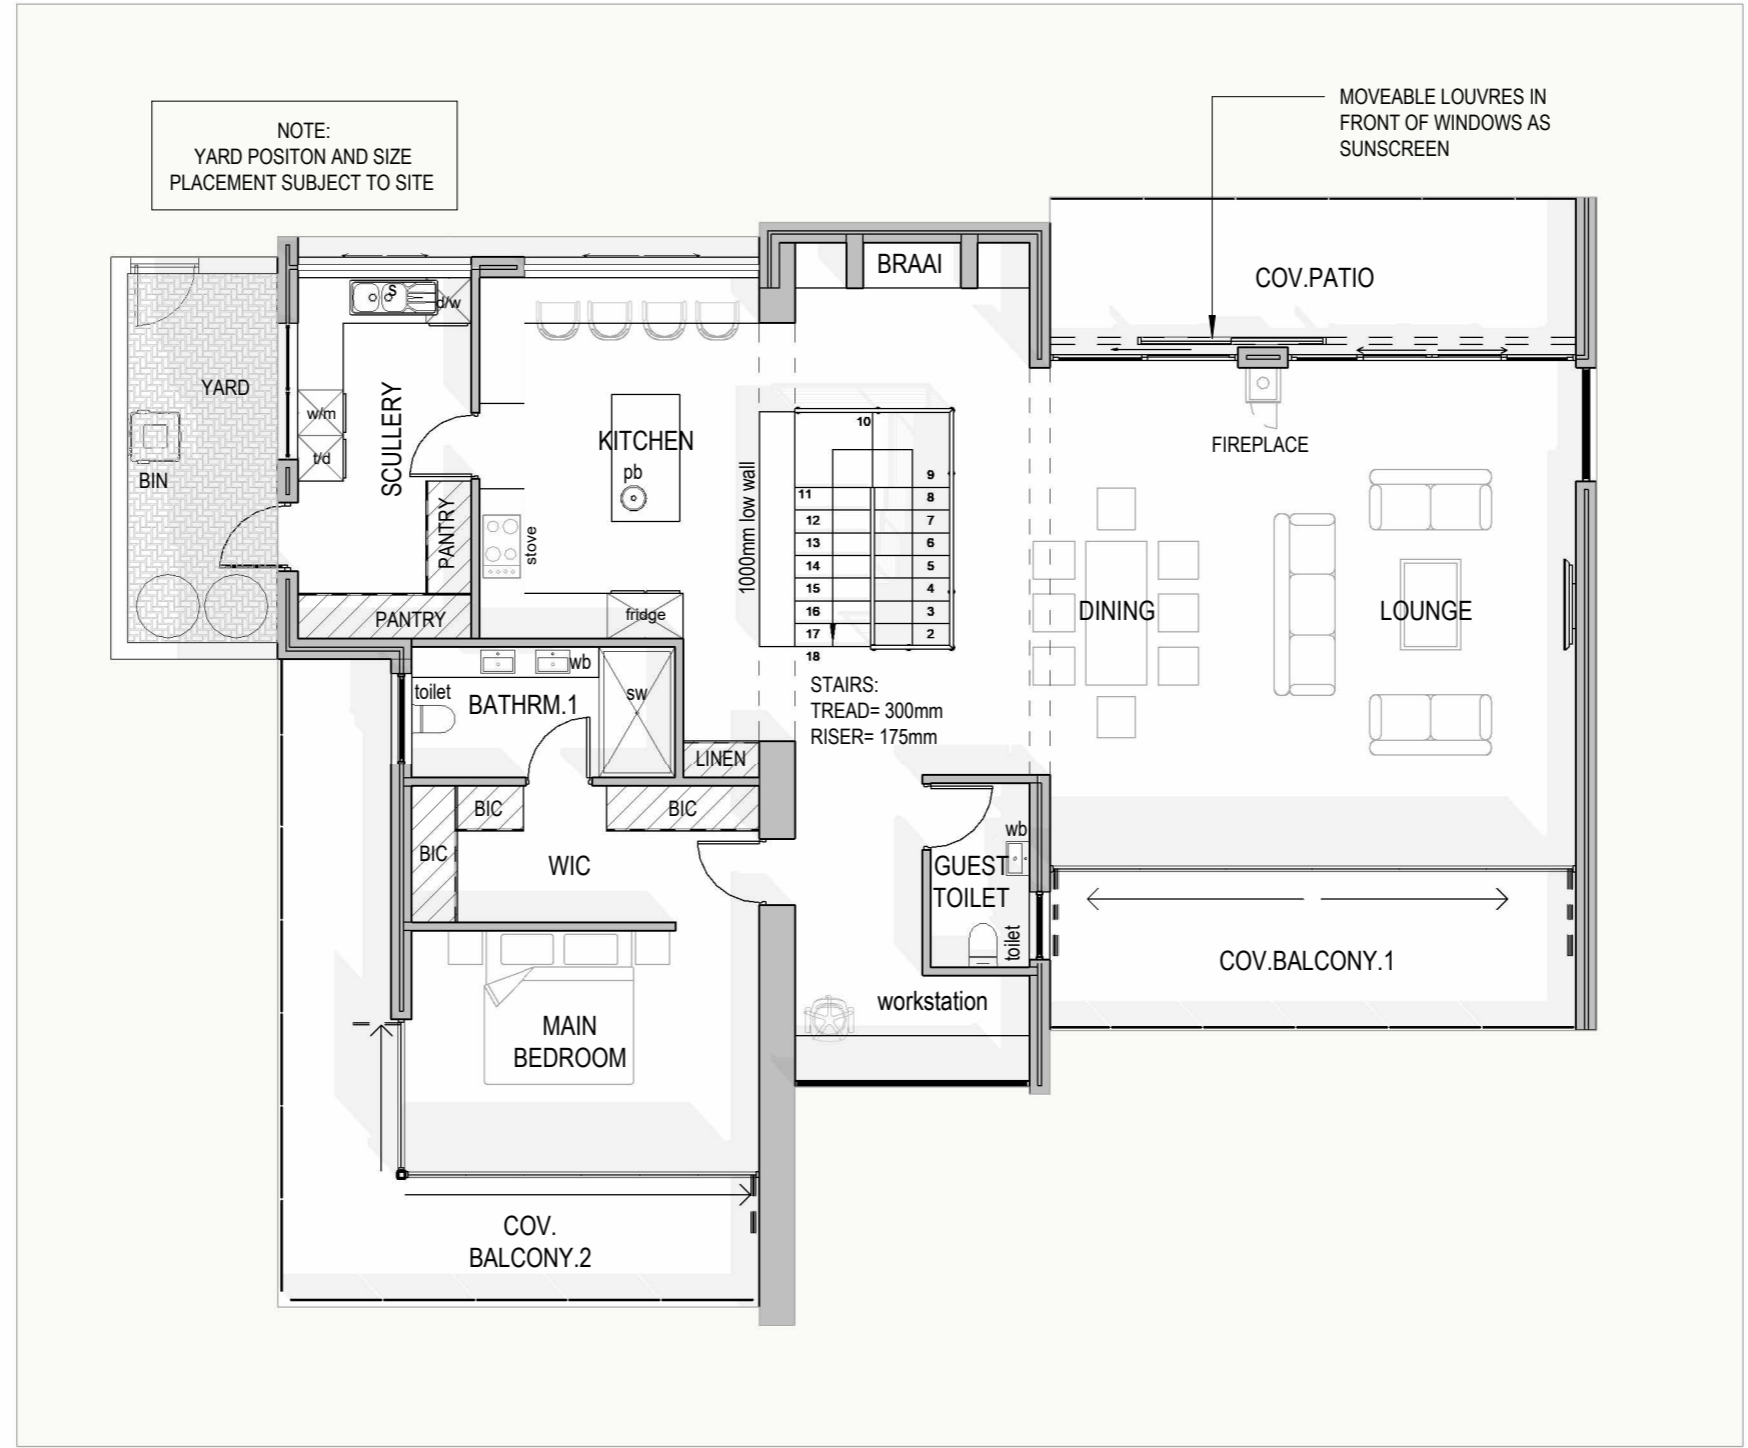 NOTE:
YARD POSITON AND SIZE
PLACEMENT SUBJECT TO SITE
MOVEABLE LOUVRES IN
FRONT OF WINDOWS AS
SUNSCREEN
BRAAI
COV.PATIO
S
d/w
YARD
BIN
w/m
t/d
SCULLERY
PANTRY
PANTRY
KITCHEN
pb
stove
fridge
1000mm low wall
10
9
11
8
12
7
13
6
14
5
15
4
16
3
17
2
18
STAIRS:
TREAD= 300mm
RISER= 175mm
FIREPLACE
DINING
LOUNGE
toilet
BATHRM.1
wb
sw
LINEN
BIC
BIC
BIC
WIC
wb
GUEST
TOILET
toilet
workstation
COV.BALCONY.1
MAIN
BEDROOM
COV.
BALCONY.2